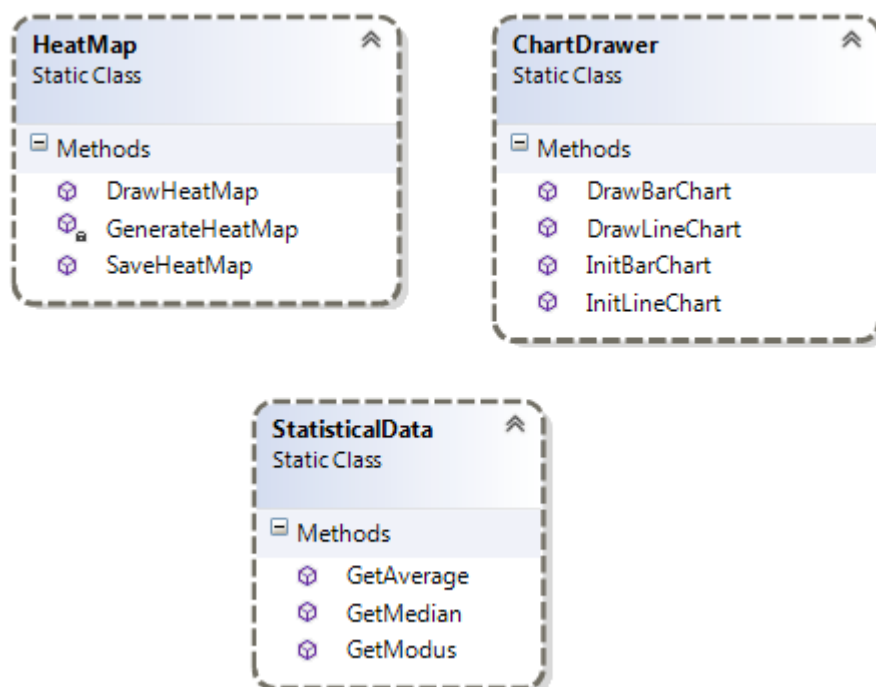 HeatMap
Static Class
Methods
DrawHeatMap
GenerateHeatMap
SaveHeatMap
ChartDrawer
Static Class
Methods
DrawBarChart
DrawLineChart
InitBarChart
InitLineChart
StatisticalData
Static Class
Methods
GetAverage
GetMedian
GetModus